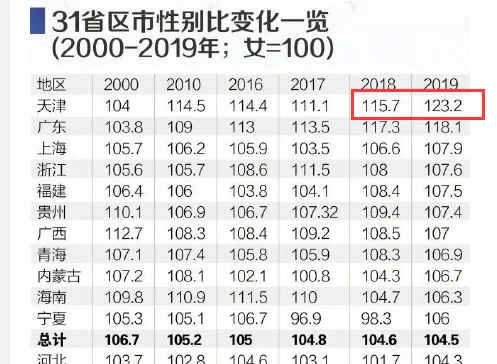 31省区市性别比变化一览
(2000-2019年；女=100)
地区 2000 2010 2016 2017 2018 2019
天津 104 114.5 114.4 111.1 115.7 123.2
广东 103.8 109 113 113.5 117.3 118.1
上海 105.7 106.2 105.9 103.5 106.6 107.9
浙江 105.6 105.7 108.6 111.5 108 107.6
福建 106.4 106 103.8 104.1 108.4 107.5
贵州 110.1 106.9 106.7 107.32 109.4 107.4
广西 112.7 108.3 108.4 109.2 108.5 107
青海 107.1 107.4 105.8 105.9 108.3 106.9
内蒙古 107.2 108.1 102.1 100.8 104.3 106.7
海南 109.8 110.9 111.5 110 104.7 106.3
宁夏 105.3 105.1 106.7 96.9 98.3 106
总计 106.7 105.2 105 104.8 104.6 104.5
河北 103.7 102.8 104.6 103.1 101.7 104.3